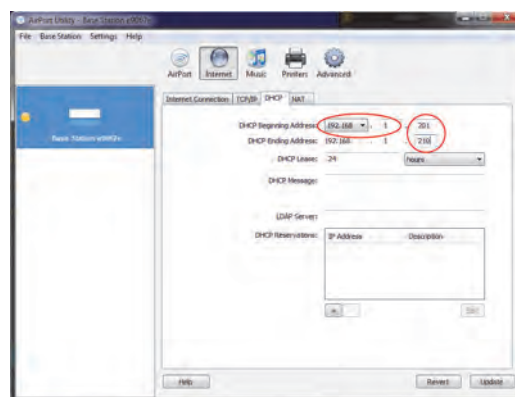 AirPort Utility - Base Station
File Base Station Settings Help
AirPort Internet Music Printers Advanced
Internet Connection TCP/IP DHCP NAT
Base Station
DHCP Beginning Address: 192.168 . 1 . 201
DHCP Ending Address: 192.168 . 1 . 210
DHCP Lease: 24 hours
DHCP Message:
LDAP Server:
DHCP Reservations: IP Address Description
Edit
Help Revert Update